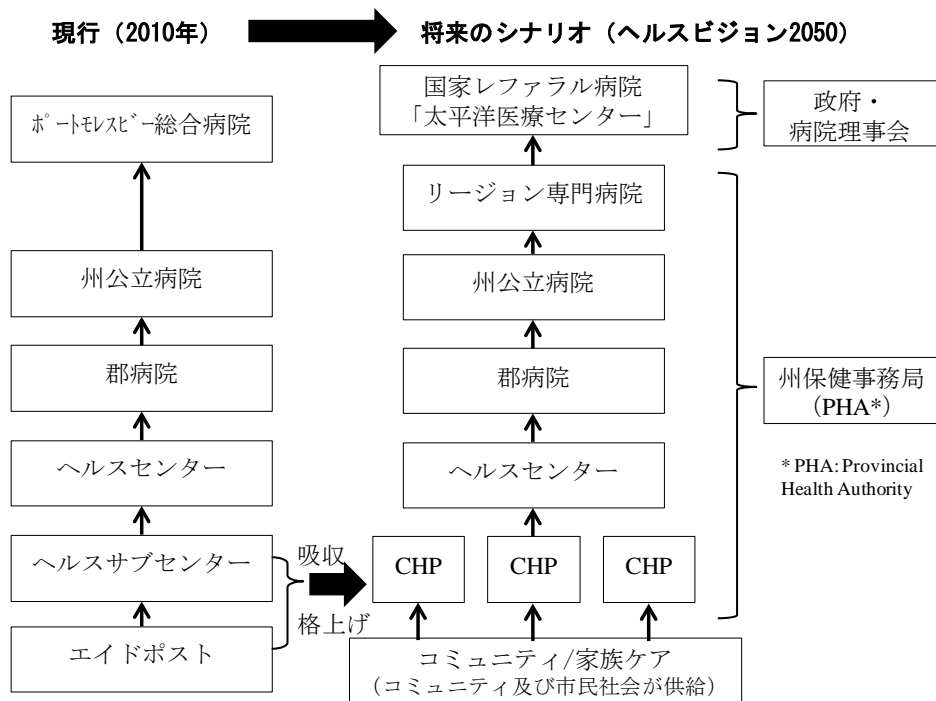 現行（2010年）
将来のシナリオ（ヘルスビジョン2050）
ﾎﾟｰﾄﾓﾚｽﾋﾞｰ総合病院
州公立病院
郡病院
ヘルスセンター
ヘルスサブセンター
エイドポスト
吸収
格上げ
国家レファラル病院
「太平洋医療センター」
リージョン専門病院
州公立病院
郡病院
ヘルスセンター
CHP
CHP
CHP
コミュニティ/家族ケア
（コミュニティ及び市民社会が供給）
政府・
病院理事会
州保健事務局
（PHA*）
* PHA: Provincial
Health Authority